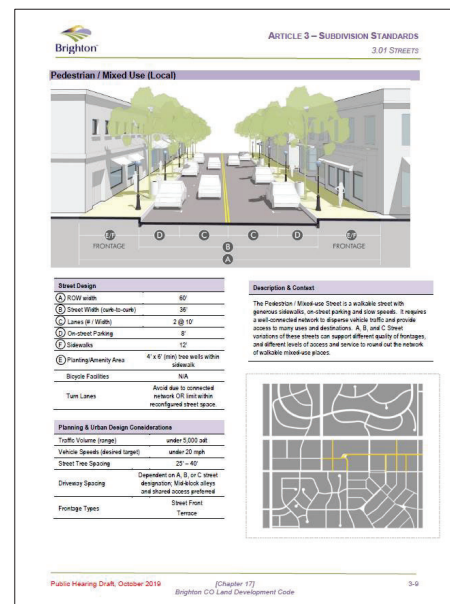 Brighton
ARTICLE 3 – SUBDIVISION STANDARDS
3.01 STREETS
Pedestrian / Mixed Use (Local)
E/F D C C D E/F
FRONTAGE B FRONTAGE
A
Street Design
A ROW width 60'
B Street Width (curb-to-curb) 36'
C Lanes (# / Width) 2 @ 10'
D On-street Parking 8'
F Sidewalks 12'
E Planting/Amenity Area 4' x 6' (min) tree wells within
sidewalk
Bicycle Facilities N/A
Turn Lanes Avoid due to connected
network OR limit within
reconfigured street space.
Planning & Urban Design Considerations
Traffic Volume (range) under 5,000 adt
Vehicle Speeds (desired target) under 20 mph
Street Tree Spacing 25' – 40'
Driveway Spacing Dependent on A, B, or C street
designation; Mid-block alleys
and shared access preferred
Frontage Types Street Front
Terrace
Description & Context
The Pedestrian / Mixed-use Street is a walkable street with
generous sidewalks, on-street parking and slow speeds. It requires
a well-connected network to disperse vehicle traffic and provide
access to many uses and destinations. A, B, and C Street
variations of these streets can support different quality of frontages,
and different levels of access and service to round out the network
of walkable mixed-use places.
Public Hearing Draft, October 2019 [Chapter 17] 3-9
Brighton CO Land Development Code